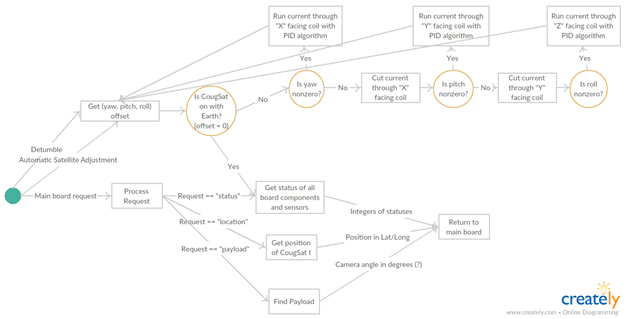 Run current through
"X" facing coil with
PID algorithm
Run current through
"Y" facing coil with
PID algorithm
Run current through
"Z" facing coil with
PID algorithm
Yes
Yes
Yes
Get (yaw, pitch, roll)
offset
Is CougSat
on with
Earth?
(offset = 0)
No
Is yaw
nonzero?
No
Cut current
through "X"
facing coil
Is pitch
nonzero?
No
Cut current
through "Y"
facing coil
Is roll
nonzero?
Detumble
Automatic Satellite Adjustment
Yes
Main board request
Process
Request
Request == "status"
Get status of all
board components
and sensors
Integers of statuses
Request == "location"
Get position
of CougSat I
Position in Lat/Long
Return to
main board
Request == "payload"
Camera angle in degrees (?)
Find Payload
creately
www.creately.com • Online Diagramming